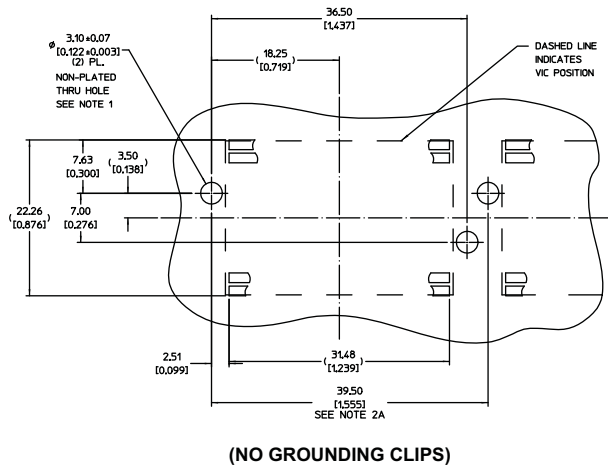 36.50
[1.437]
ø 3.10±0.07
[0.122±0.003]
(2) PL.
NON-PLATED
THRU HOLE
SEE NOTE 1
18.25
([0.719])
DASHED LINE
INDICATES
VIC POSITION
7.63
[0.300]
3.50
([0.138])
22.26
([0.876])
7.00
[0.276]
2.51
[0.099]
31.48
([1.239])
39.50
[1.555]
SEE NOTE 2A
(NO GROUNDING CLIPS)